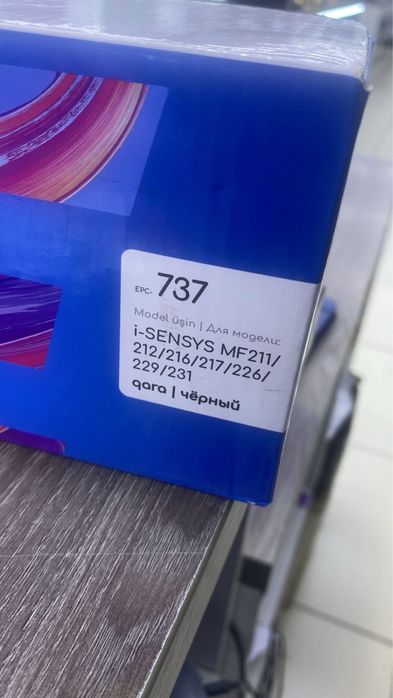 EPC- 737
Model üşin | Для модели:
i-SENSYS MF211/
212/216/217/226/
229/231
qara | чёрный